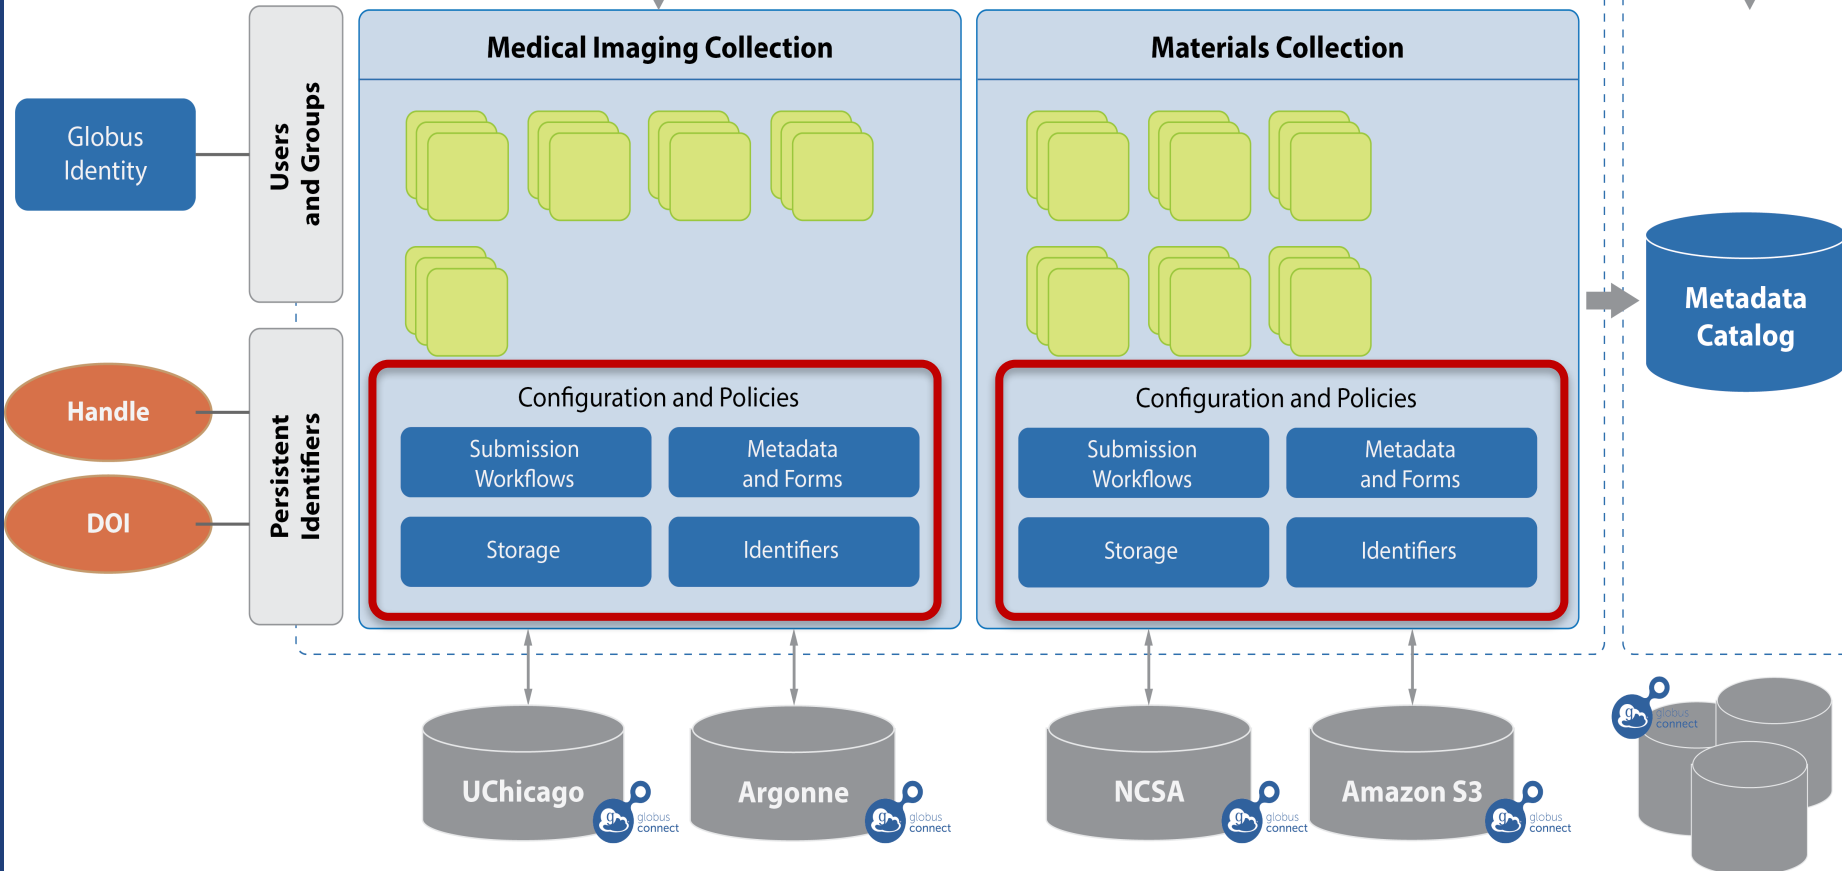 Medical Imaging Collection
Materials Collection
Globus
Identity
Users
and Groups
Metadata
Catalog
Handle
DOI
Persistent
Identifiers
Configuration and Policies
Submission
Workflows
Metadata
and Forms
Storage
Identifiers
Configuration and Policies
Submission
Workflows
Metadata
and Forms
Storage
Identifiers
UChicago
g
globus
connect
Argonne
g
globus
connect
NCSA
g
globus
connect
Amazon S3
g
globus
connect
g
globus
connect